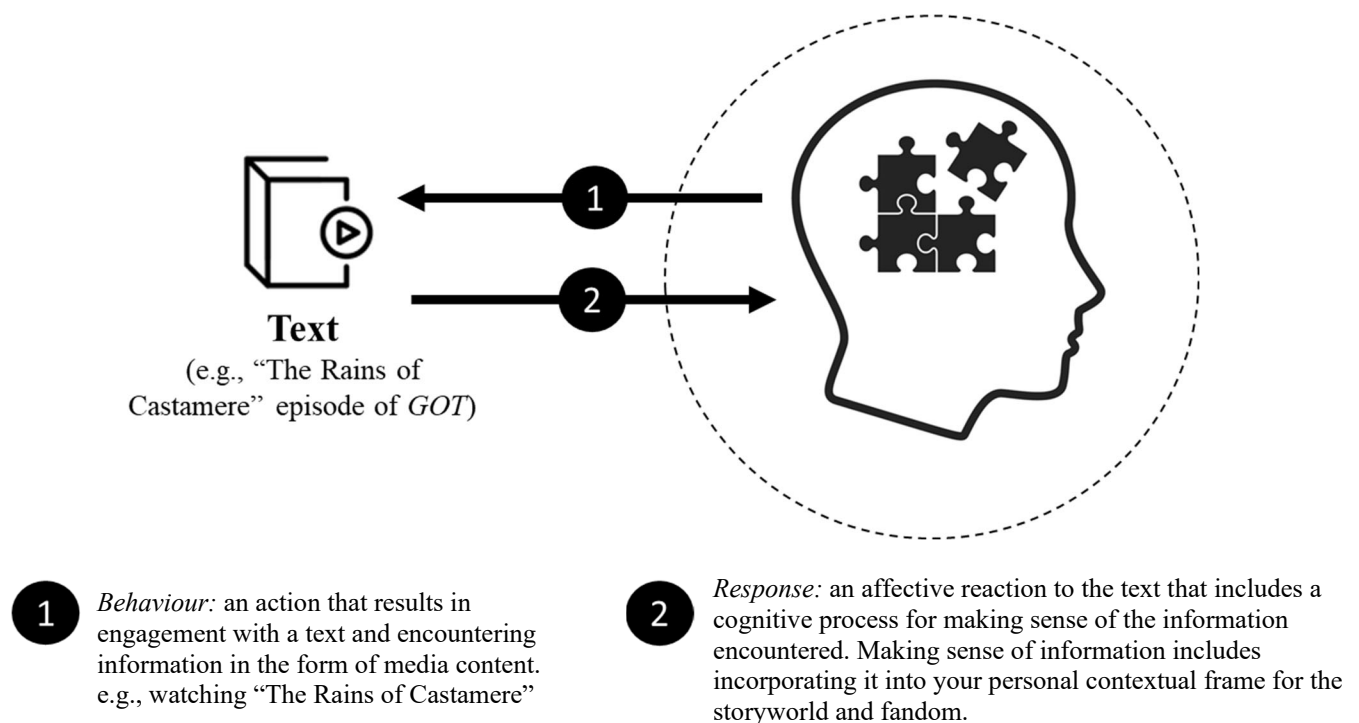 1
2
Text
(e.g., “The Rains of
Castamere” episode of GOT)
1
Behaviour: an action that results in
engagement with a text and encountering
information in the form of media content.
e.g., watching “The Rains of Castamere”
2
Response: an affective reaction to the text that includes a
cognitive process for making sense of the information
encountered. Making sense of information includes
incorporating it into your personal contextual frame for the
storyworld and fandom.